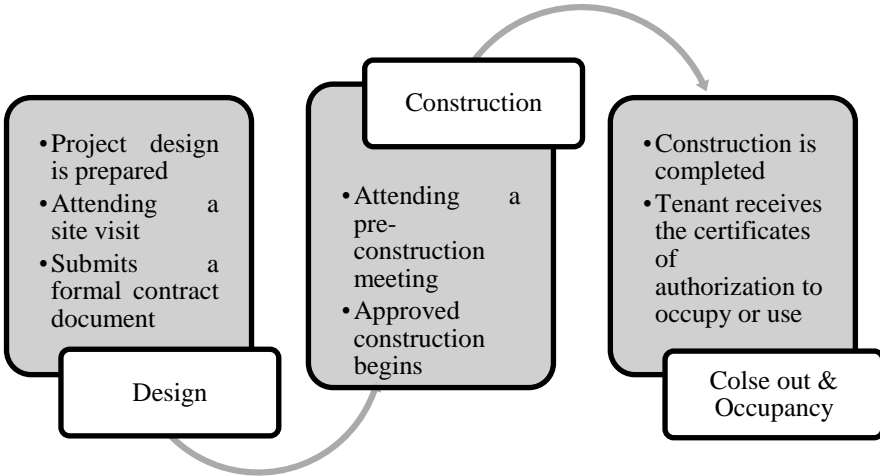 •Project design
is prepared
•Attending a
site visit
•Submits a
formal contract
document
Design
Construction
•Attending a
pre-
construction
meeting
•Approved
construction
begins
•Construction is
completed
•Tenant receives
the certificates
of
authorization to
occupy or use
Colse out &
Occupancy